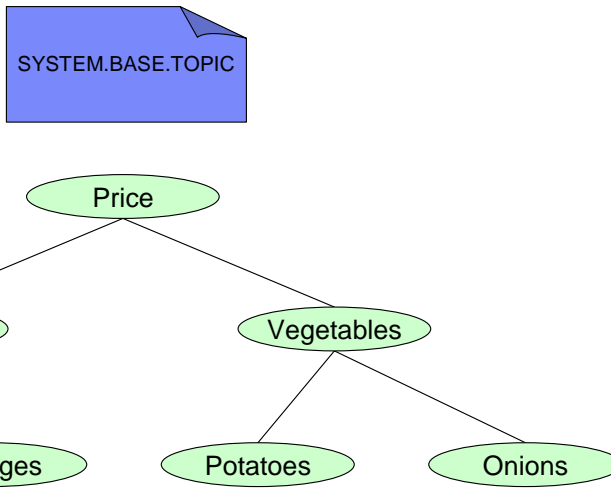 SYSTEM.BASE.TOPIC
Price
Vegetables
Potatoes
Onions